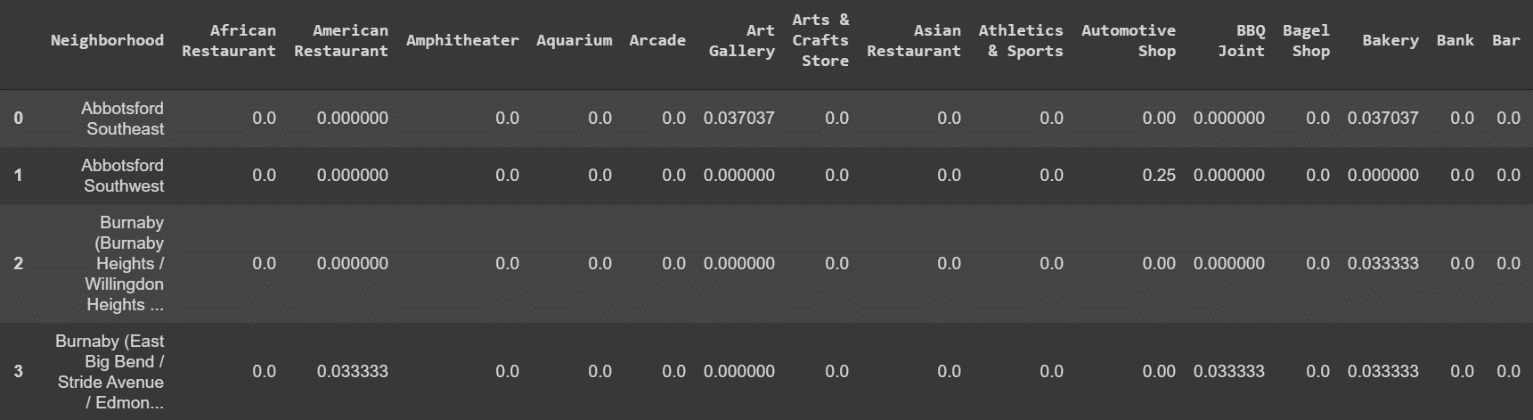 Neighborhood African Restaurant American Restaurant Amphitheater Aquarium Arcade Art Gallery Arts & Crafts Store Asian Restaurant Athletics & Sports Automotive Shop BBQ Joint Bagel Shop Bakery Bank Bar
0 Abbotsford Southeast 0.0 0.000000 0.0 0.0 0.0 0.037037 0.0 0.0 0.0 0.00 0.000000 0.0 0.037037 0.0 0.0
1 Abbotsford Southwest 0.0 0.000000 0.0 0.0 0.0 0.000000 0.0 0.0 0.0 0.25 0.000000 0.0 0.000000 0.0 0.0
2 Burnaby (Burnaby Heights / Willingdon Heights ... 0.0 0.000000 0.0 0.0 0.0 0.000000 0.0 0.0 0.0 0.00 0.000000 0.0 0.033333 0.0 0.0
3 Burnaby (East Big Bend / Stride Avenue / Edmon... 0.0 0.033333 0.0 0.0 0.0 0.000000 0.0 0.0 0.0 0.00 0.033333 0.0 0.033333 0.0 0.0